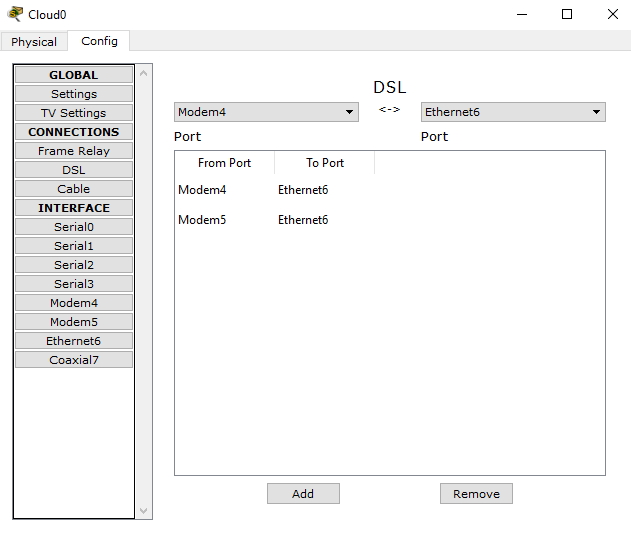 Cloud0
Physical Config
GLOBAL
Settings
TV Settings
CONNECTIONS
Frame Relay
DSL
Cable
INTERFACE
Serial0
Serial1
Serial2
Serial3
Modem4
Modem5
Ethernet6
Coaxial7
DSL
Modem4 <-> Ethernet6
Port Port
From Port To Port
Modem4 Ethernet6
Modem5 Ethernet6
Add Remove